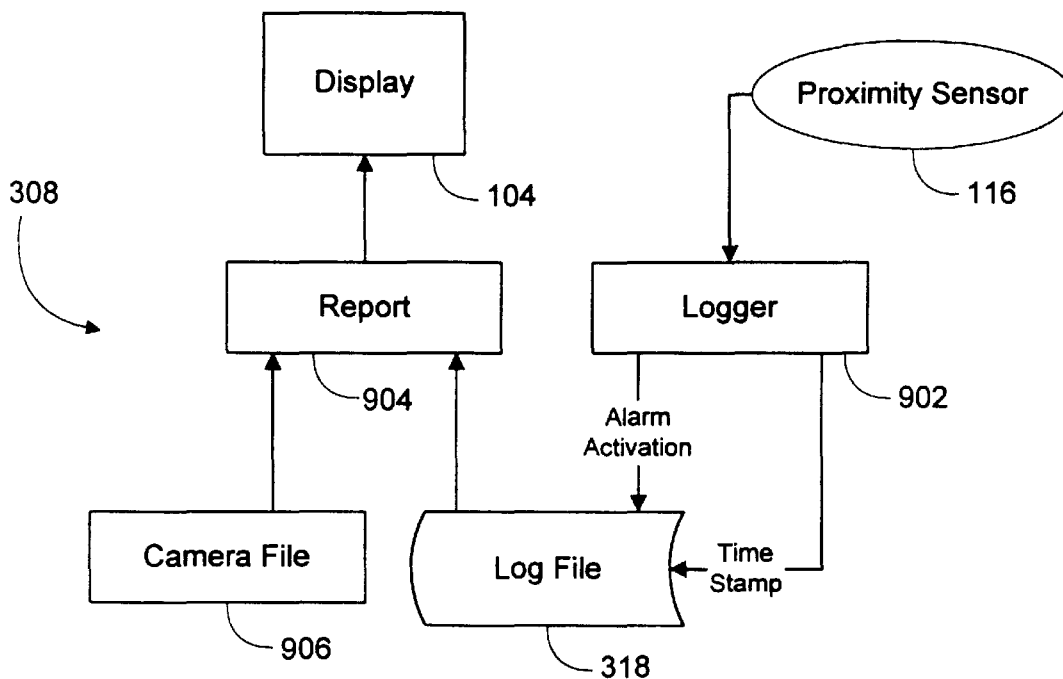 Display
Proximity Sensor
308
104
116
Report
Logger
904
902
Alarm
Activation
Camera File
Log File
Time
Stamp
906
318